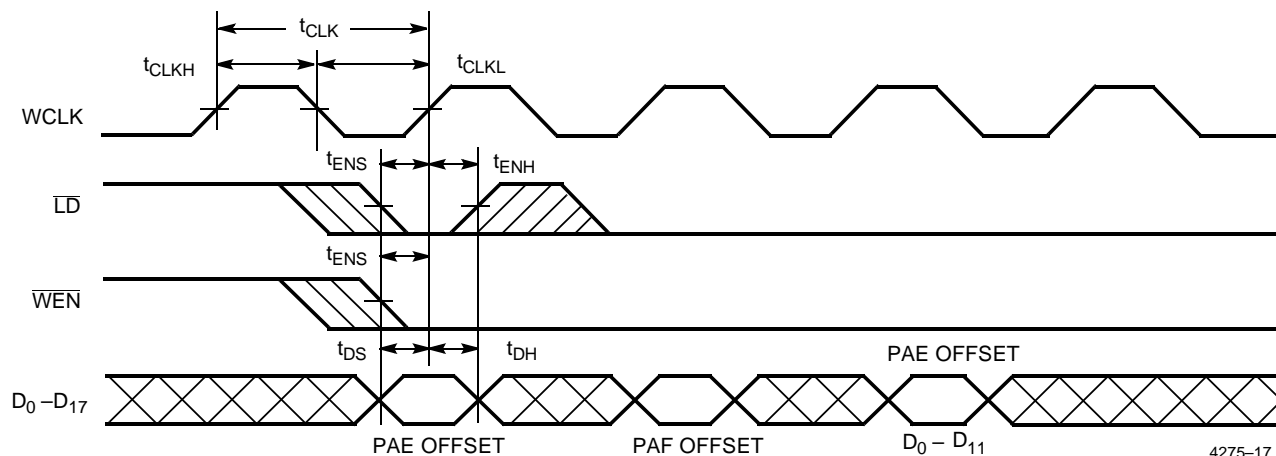 tCLK
tCLKH
tCLKL
WCLK
tENS
tENH
LD
tENS
WEN
tDS
tDH
PAE OFFSET
D0 –D17
PAE OFFSET
PAF OFFSET
D0 – D11
4275–17